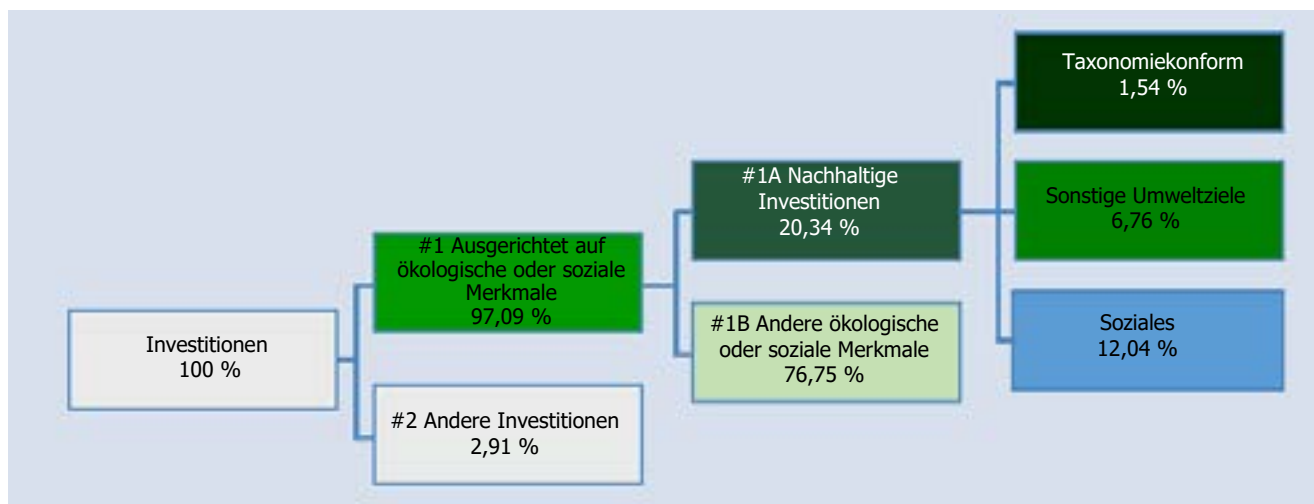 Investitionen
100 %
#1 Ausgerichtet auf
ökologische oder soziale
Merkmale
97,09 %
#2 Andere Investitionen
2,91 %
#1A Nachhaltige
Investitionen
20,34 %
#1B Andere ökologische
oder soziale Merkmale
76,75 %
Taxonomiekonform
1,54 %
Sonstige Umweltziele
6,76 %
Soziales
12,04 %